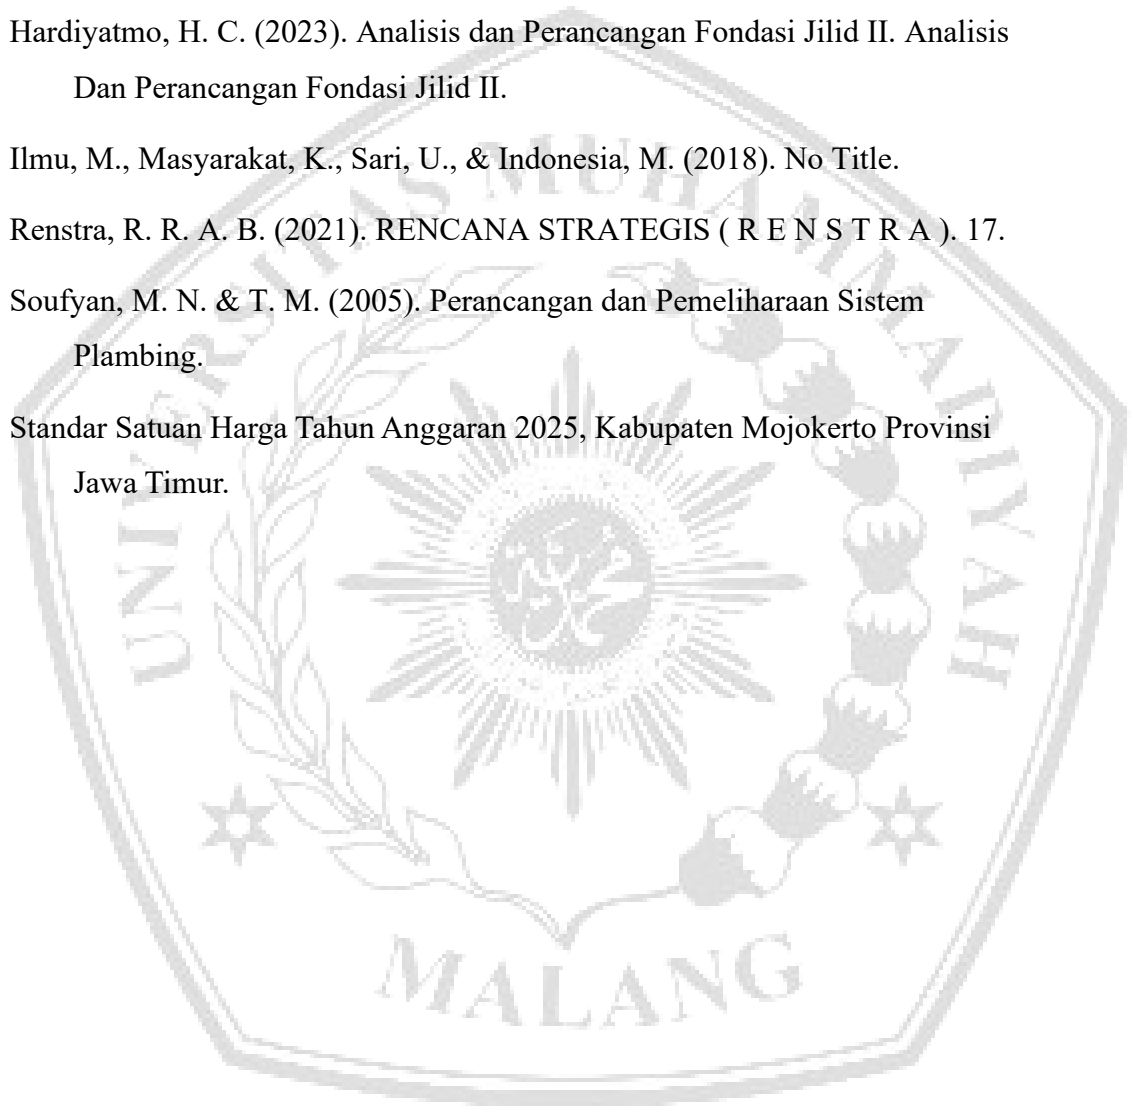 Hardiyatmo, H. C. (2023). Analisis dan Perancangan Fondasi Jilid II. Analisis
Dan Perancangan Fondasi Jilid II.
Ilmu, M., Masyarakat, K., Sari, U., & Indonesia, M. (2018). No Title.
Renstra, R. R. A. B. (2021). RENCANA STRATEGIS ( R E N S T R A ). 17.
Soufyan, M. N. & T. M. (2005). Perancangan dan Pemeliharaan Sistem
Plambing.
Standar Satuan Harga Tahun Anggaran 2025, Kabupaten Mojokerto Provinsi
Jawa Timur.
UNIVERSITAS MUHAMMADIYAH
MALANG